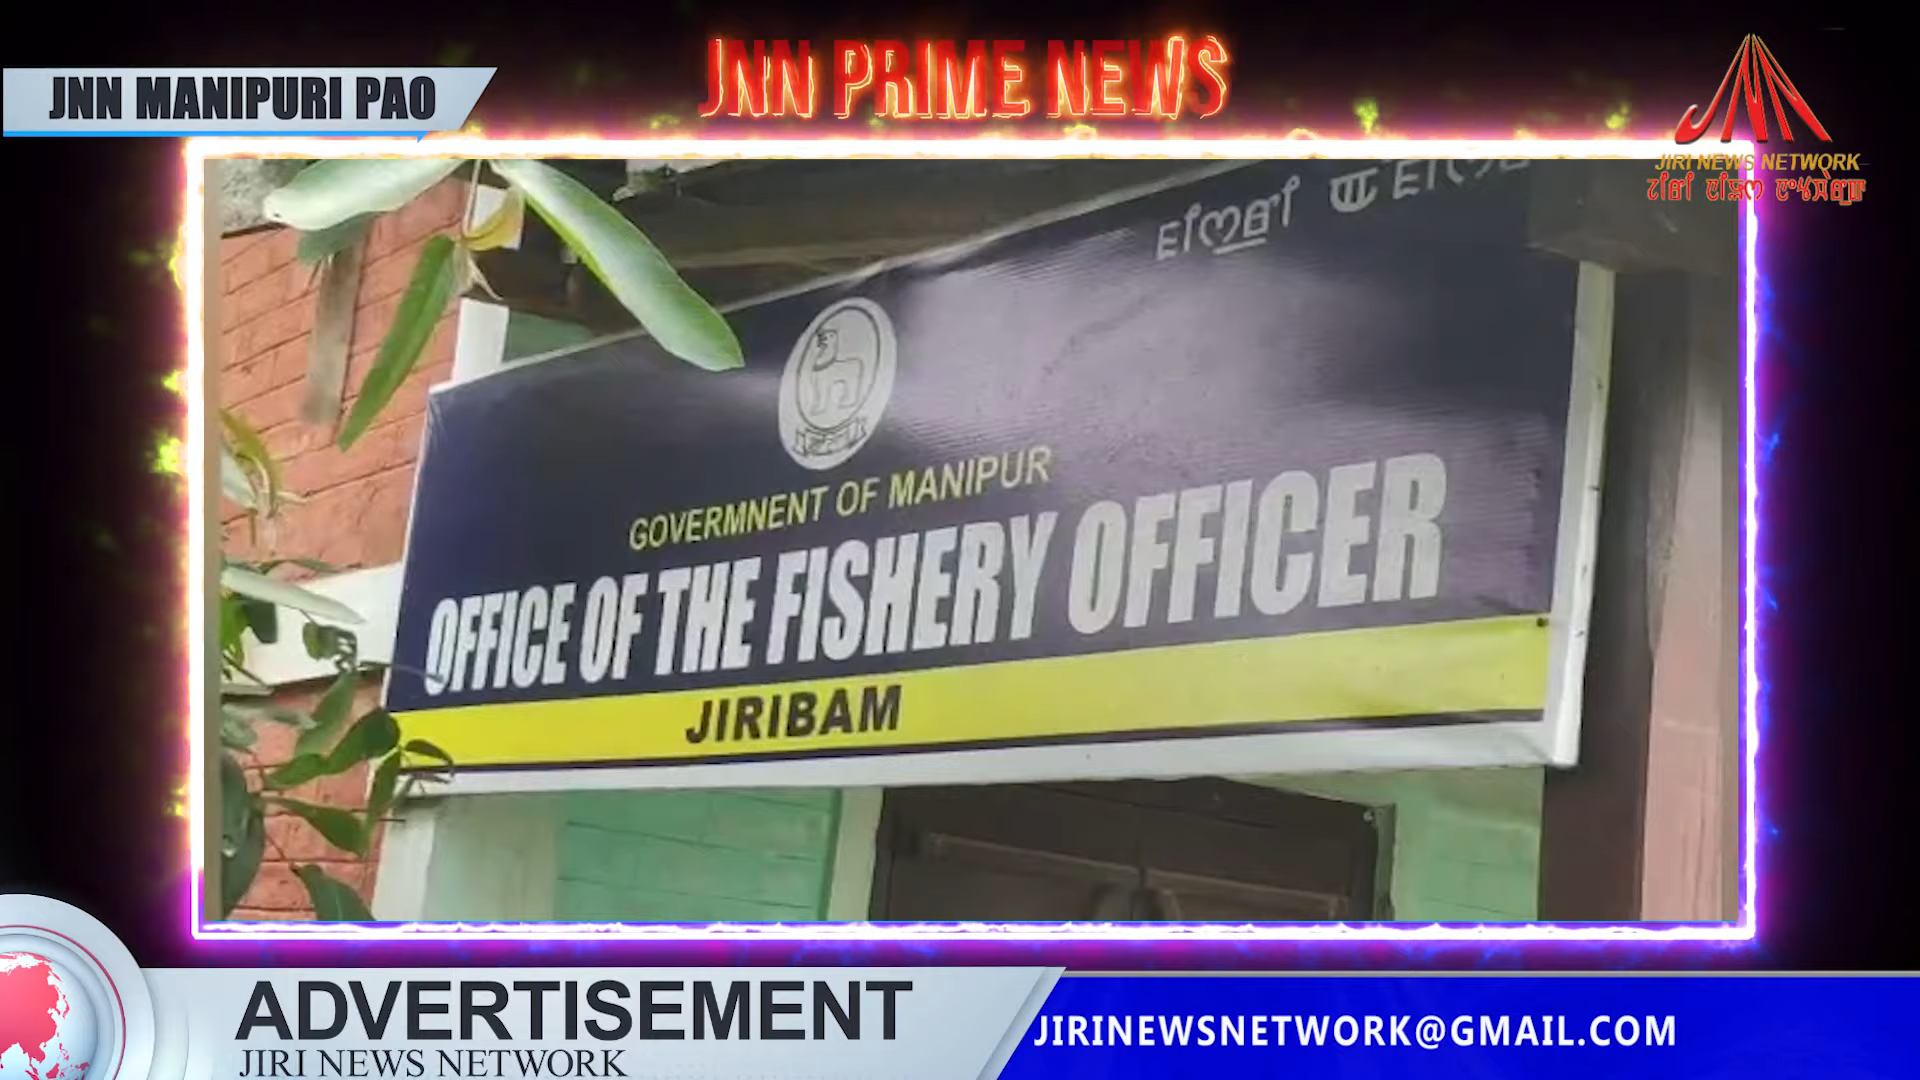 JNN PRIME NEWS
JNN MANIPURI PAO
JNN
JIRI NEWS NETWORK
GOVERMNENT OF MANIPUR
OFFICE OF THE FISHERY OFFICER
JIRIBAM
ADVERTISEMENT
JIRI NEWS NETWORK
JIRINEWSNETWORK@GMAIL.COM